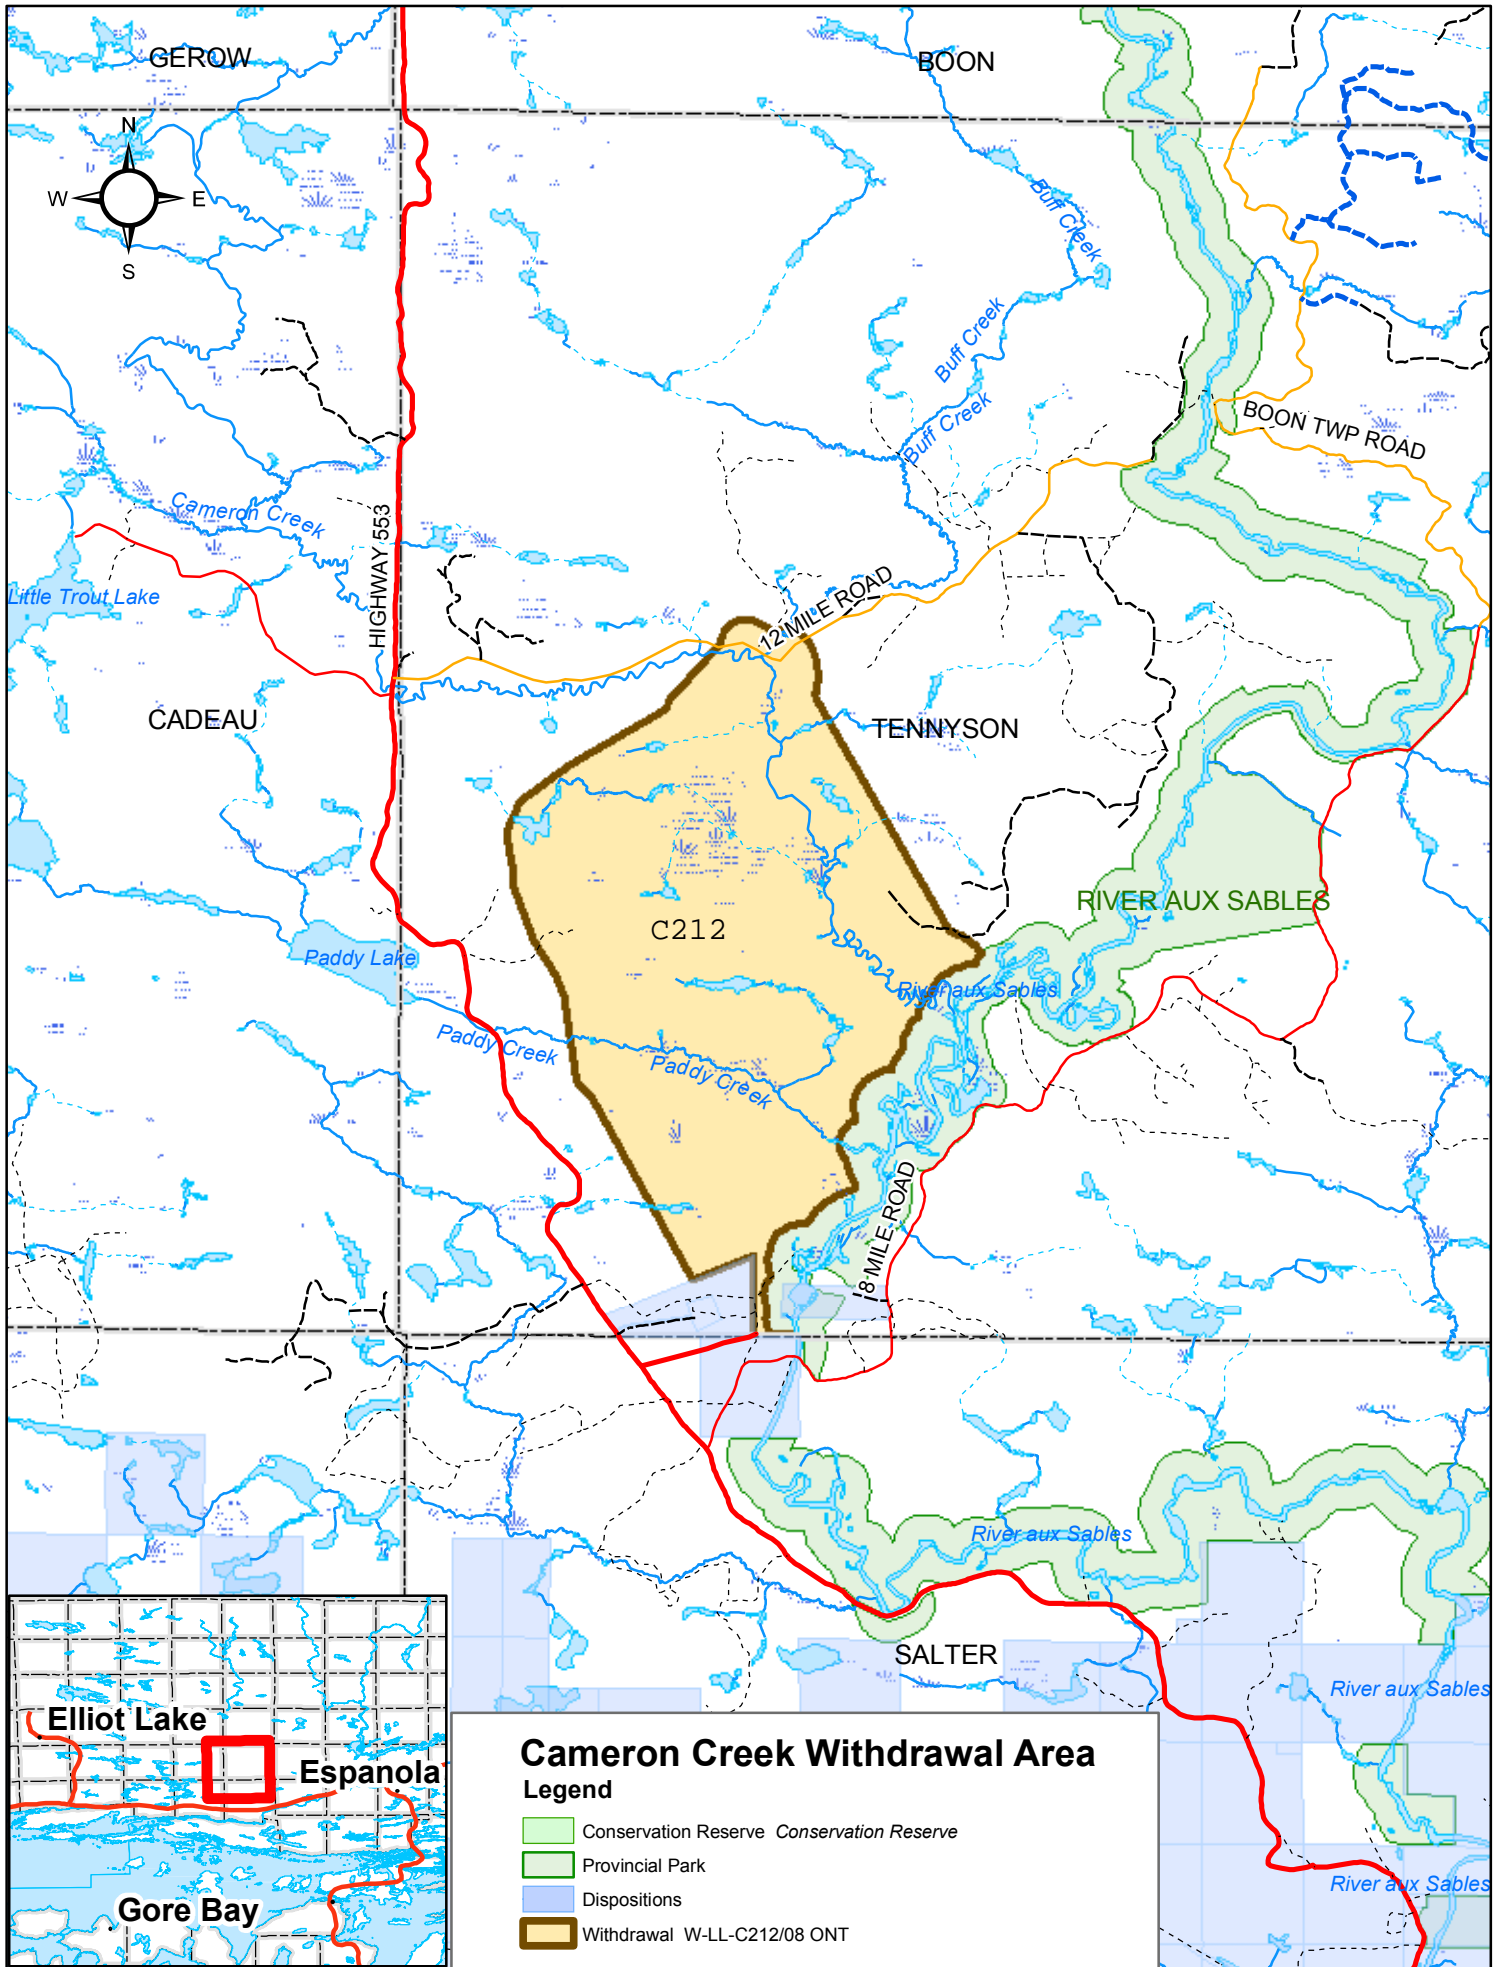 GEROW
BOON
N
W
E
S
Buff Creek
Buff Creek
Buff Creek
BOON TWP ROAD
Cameron Creek
HIGHWAY 553
Little Trout Lake
12 MILE ROAD
CADEAU
TENNYSON
RIVER AUX SABLES
C212
Paddy Lake
River aux Sables
Paddy Creek
Paddy Creek
8 MILE ROAD
River aux Sables
SALTER
River aux Sables
River aux Sables
Elliot Lake
Espanola
Gore Bay
Cameron Creek Withdrawal Area
Legend
Conservation Reserve Conservation Reserve
Provincial Park
Dispositions
Withdrawal W-LL-C212/08 ONT